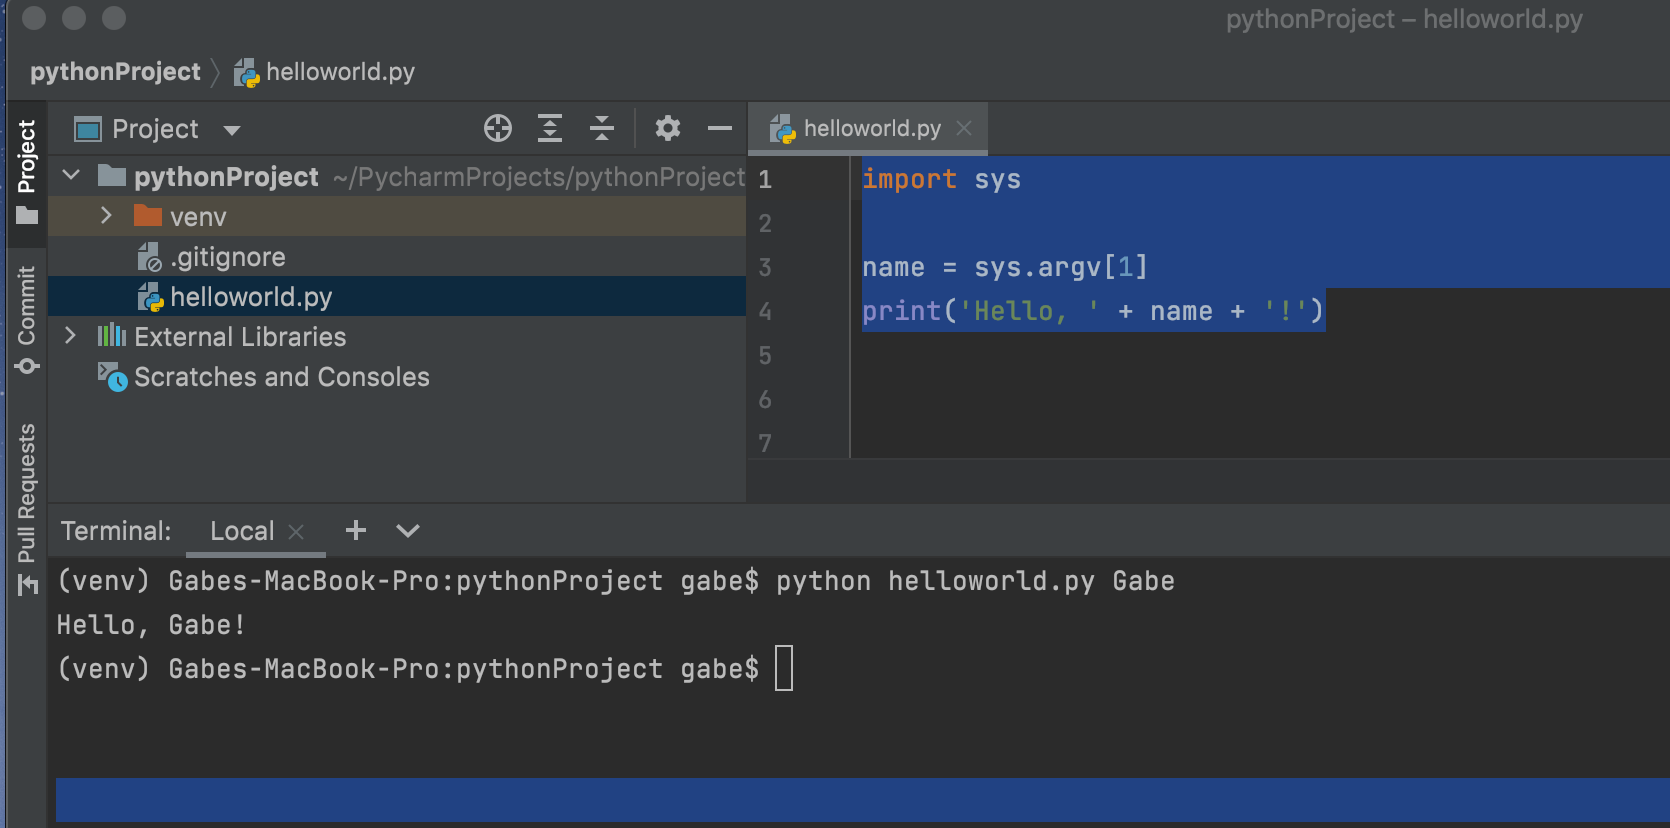 pythonProject – helloworld.py
pythonProject helloworld.py
Project
Commit
Pull Requests
Project
pythonProject ~/PycharmProjects/pythonProject
venv
.gitignore
helloworld.py
External Libraries
Scratches and Consoles
helloworld.py
1 import sys
2
3 name = sys.argv[1]
4 print('Hello, ' + name + '!')
5
6
7
Terminal: Local
(venv) Gabes-MacBook-Pro:pythonProject gabe$ python helloworld.py Gabe
Hello, Gabe!
(venv) Gabes-MacBook-Pro:pythonProject gabe$